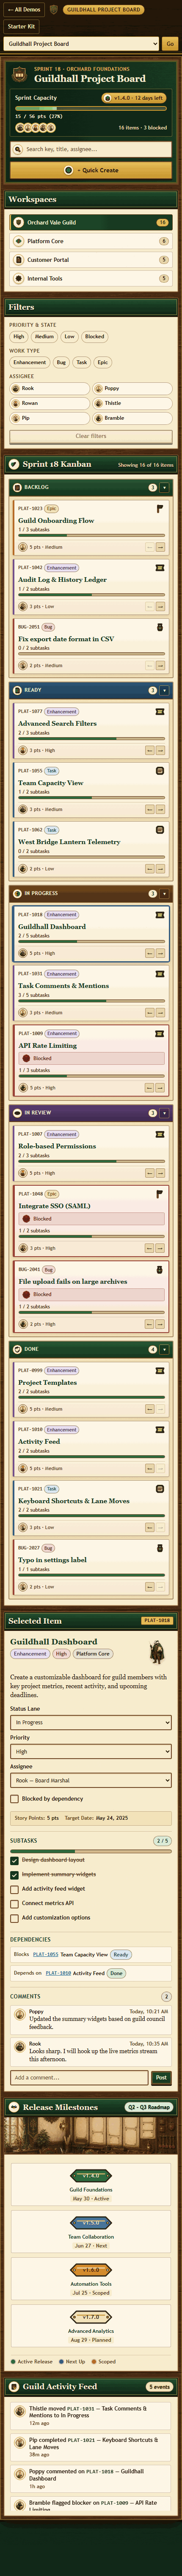 ← All Demos
GUILDHALL PROJECT BOARD
Starter Kit
Guildhall Project Board
Go
SPRINT 18 · ORCHARD FOUNDATIONS
Guildhall Project Board
Sprint Capacity
v1.4.0 · 12 days left
15 / 56 pts (27%)
16 items · 3 blocked
Search key, title, assignee...
+ Quick Create
Workspaces
Orchard Vale Guild
16
Platform Core
6
Customer Portal
5
Internal Tools
5
Filters
PRIORITY & STATE
High
Medium
Low
Blocked
WORK TYPE
Enhancement
Bug
Task
Epic
ASSIGNEE
Rook
Poppy
Rowan
Thistle
Pip
Bramble
Clear filters
Sprint 18 Kanban
Showing 16 of 16 items
BACKLOG
3
PLAT-1023 Epic
Guild Onboarding Flow
1 / 3 subtasks
5 pts · Medium
← →
PLAT-1042 Enhancement
Audit Log & History Ledger
1 / 2 subtasks
3 pts · Low
← →
BUG-2051 Bug
Fix export date format in CSV
0 / 2 subtasks
2 pts · Medium
← →
READY
3
PLAT-1077 Enhancement
Advanced Search Filters
2 / 3 subtasks
3 pts · High
← →
PLAT-1055 Task
Team Capacity View
1 / 2 subtasks
3 pts · Medium
← →
PLAT-1062 Task
West Bridge Lantern Telemetry
0 / 2 subtasks
2 pts · Low
← →
IN PROGRESS
3
PLAT-1018 Enhancement
Guildhall Dashboard
2 / 5 subtasks
5 pts · High
← →
PLAT-1031 Enhancement
Task Comments & Mentions
3 / 5 subtasks
3 pts · Medium
← →
PLAT-1009 Enhancement
API Rate Limiting
Blocked
1 / 3 subtasks
5 pts · High
← →
IN REVIEW
3
PLAT-1007 Enhancement
Role-based Permissions
2 / 3 subtasks
5 pts · High
← →
PLAT-1048 Epic
Integrate SSO (SAML)
Blocked
1 / 2 subtasks
3 pts · High
← →
BUG-2041 Bug
File upload fails on large archives
Blocked
1 / 2 subtasks
2 pts · High
← →
DONE
4
PLAT-0999 Enhancement
Project Templates
2 / 2 subtasks
5 pts · Medium
← →
PLAT-1010 Enhancement
Activity Feed
2 / 2 subtasks
3 pts · Medium
← →
PLAT-1021 Task
Keyboard Shortcuts & Lane Moves
2 / 2 subtasks
3 pts · Low
← →
BUG-2027 Bug
Typo in settings label
1 / 1 subtasks
2 pts · Low
← →
Selected Item
PLAT-1018
Guildhall Dashboard
Enhancement
High
Platform Core
Create a customizable dashboard for guild members with
key project metrics, recent activity, and upcoming
deadlines.
Status Lane
In Progress
Priority
High
Assignee
Rook — Board Marshal
Blocked by dependency
Story Points: 5 pts Target Date: May 24, 2025
SUBTASKS
2 / 5
Design dashboard layout
Implement summary widgets
Add activity feed widget
Connect metrics API
Add customization options
DEPENDENCIES
Blocks PLAT-1055 Team Capacity View Ready
Depends on PLAT-1010 Activity Feed Done
COMMENTS
2
Poppy
Today, 10:21 AM
Updated the summary widgets based on guild council
feedback.
Rook
Today, 10:35 AM
Looks sharp. I will hook up the live metrics stream
this afternoon.
Add a comment...
Post
Release Milestones
Q2 - Q3 Roadmap
v1.4.0
Guild Foundations
May 30 · Active
v1.5.0
Team Collaboration
Jun 27 · Next
v1.6.0
Automation Tools
Jul 25 · Scoped
v1.7.0
Advanced Analytics
Aug 29 · Planned
Active Release
Next Up
Scoped
Guild Activity Feed
5 events
Thistle moved PLAT-1031 — Task Comments &
Mentions to In Progress
12m ago
Pip completed PLAT-1021 — Keyboard Shortcuts &
Lane Moves
38m ago
Poppy commented on PLAT-1018 — Guildhall
Dashboard
1h ago
Bramble flagged blocker on PLAT-1009 — API Rate
Limiting